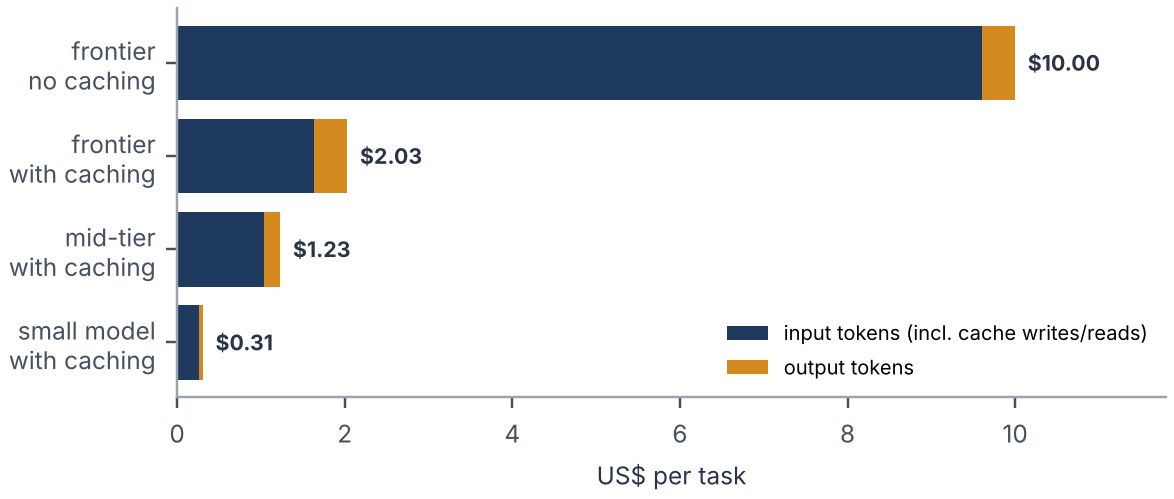 frontier
no caching
$10.00
frontier
with caching
$2.03
mid-tier
with caching
$1.23
small model
with caching
$0.31
input tokens (incl. cache writes/reads)
output tokens
0 2 4 6 8 10
US$ per task